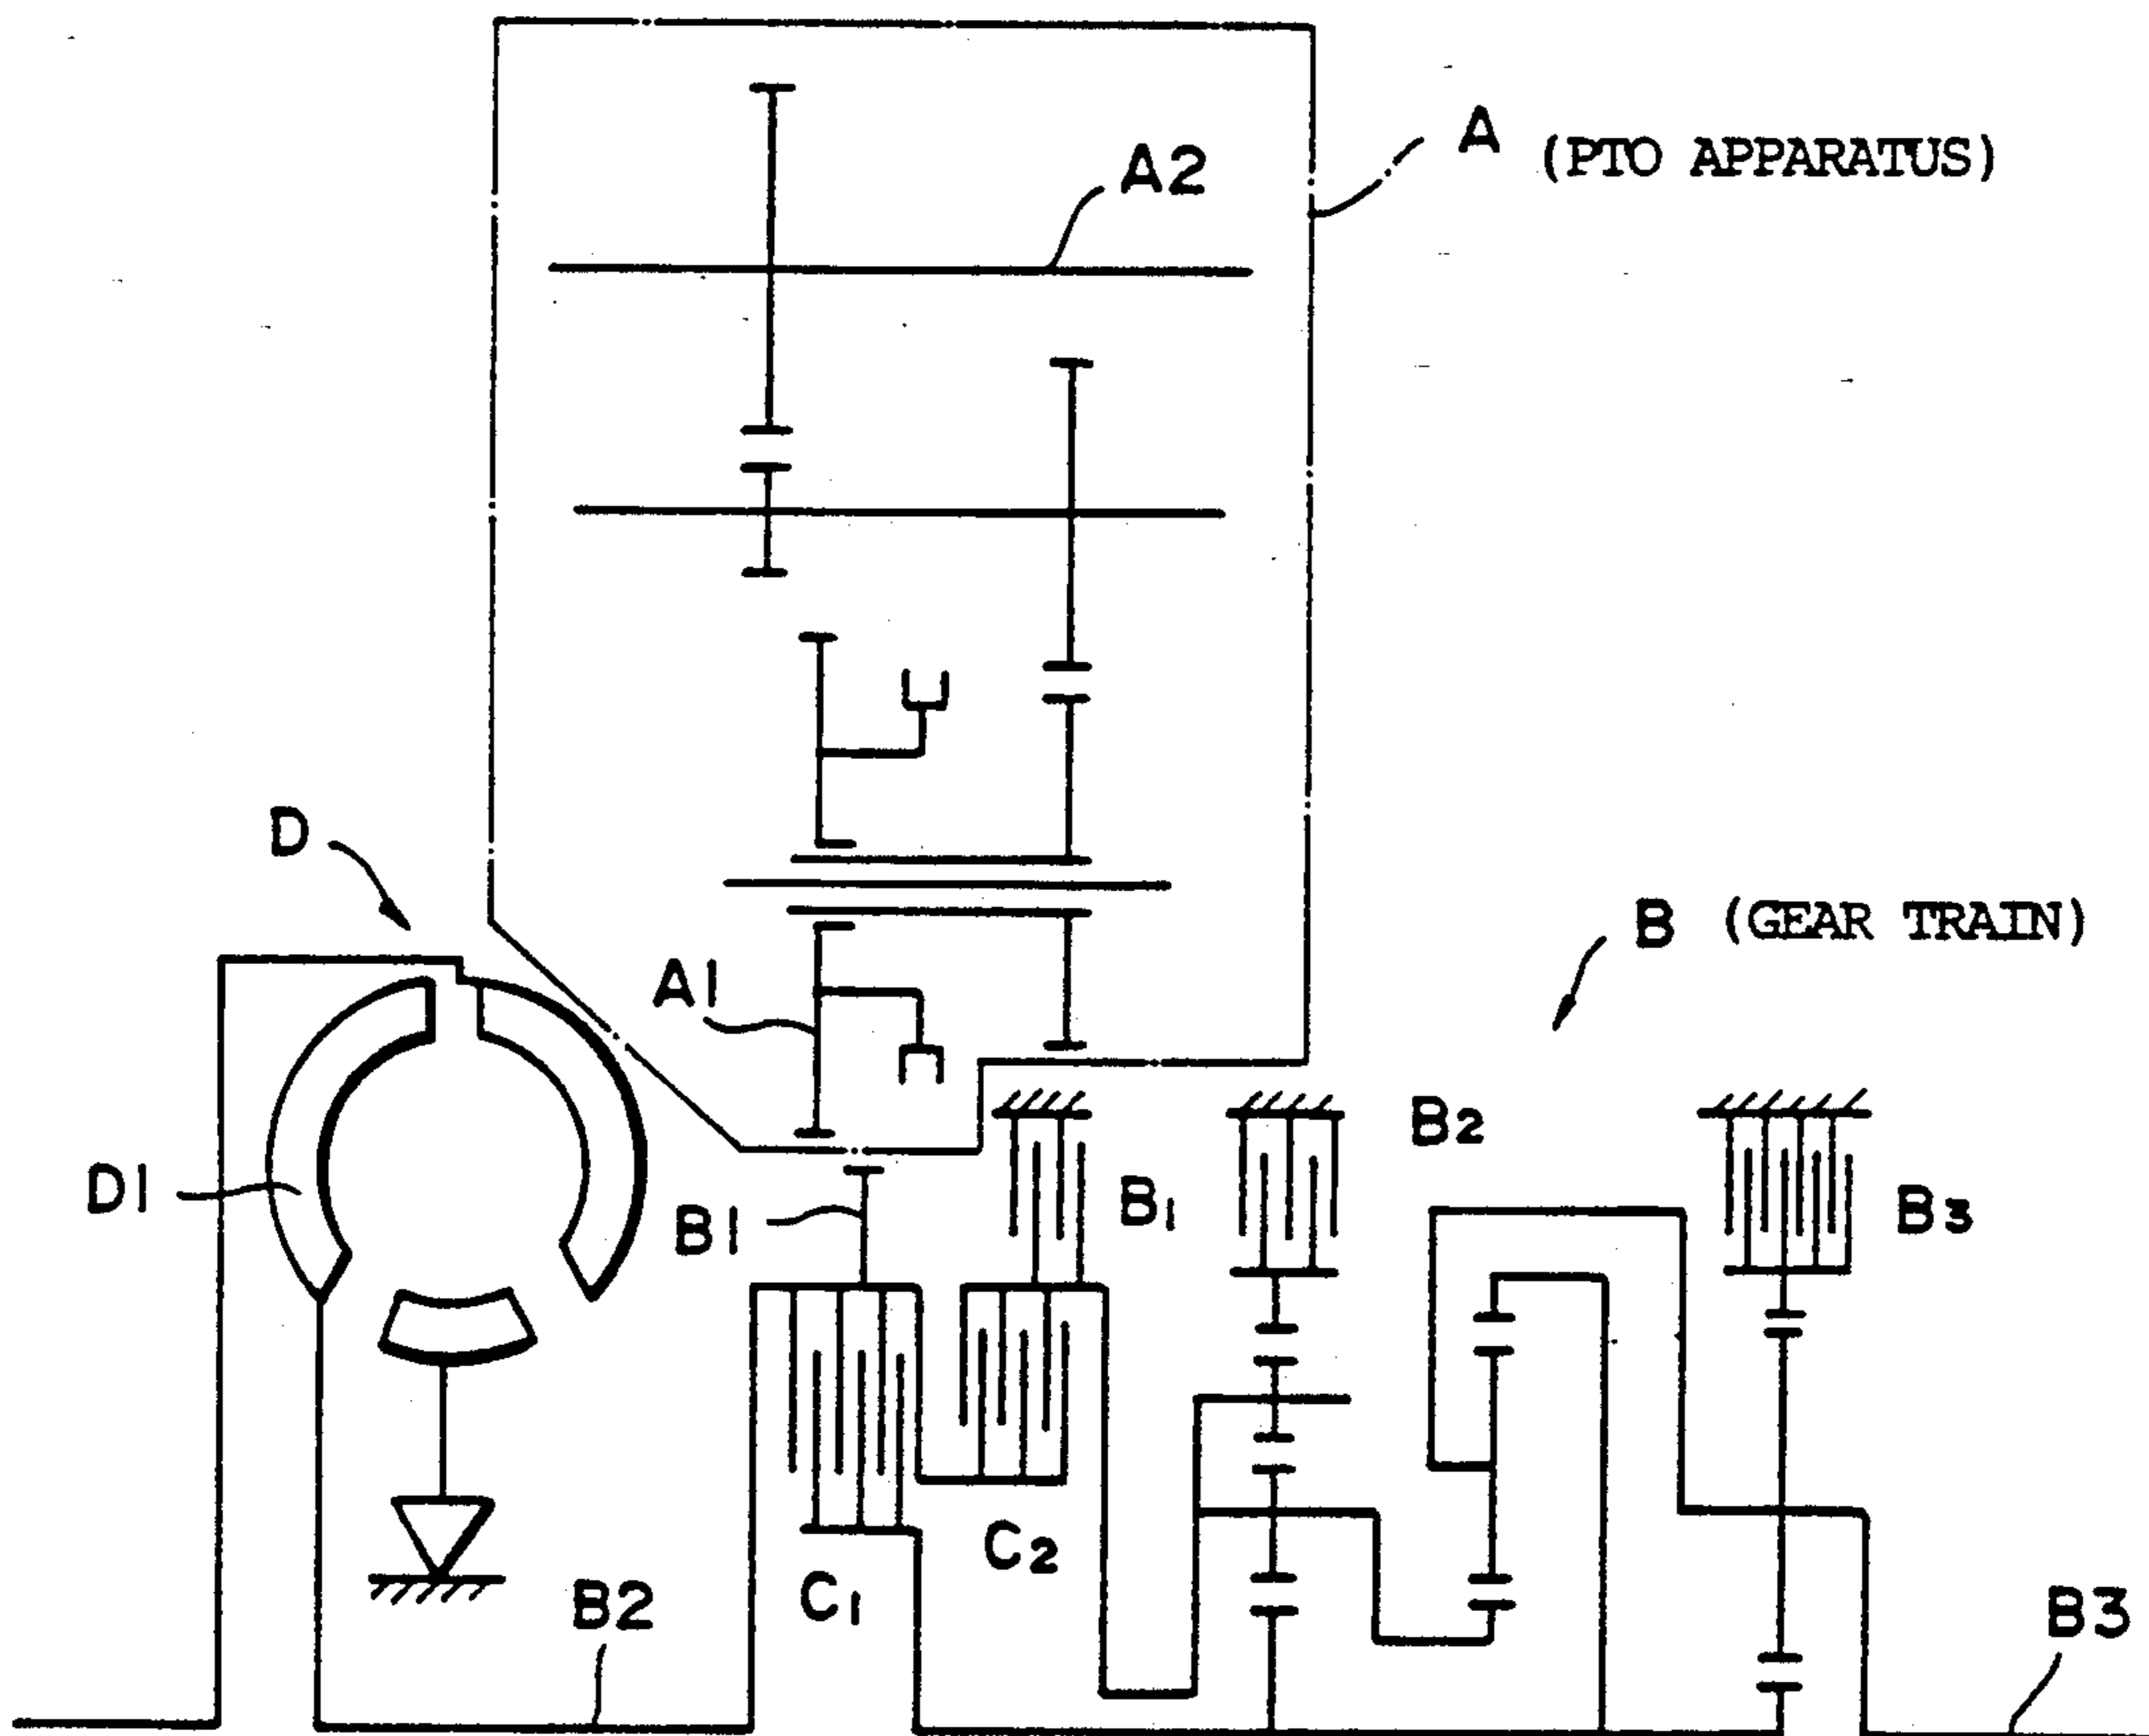 A (PTO APPARATUS)
A2
D
B (GEAR TRAIN)
A1
B2
D1
B1
B1
B3
C2
C1
B2
B3